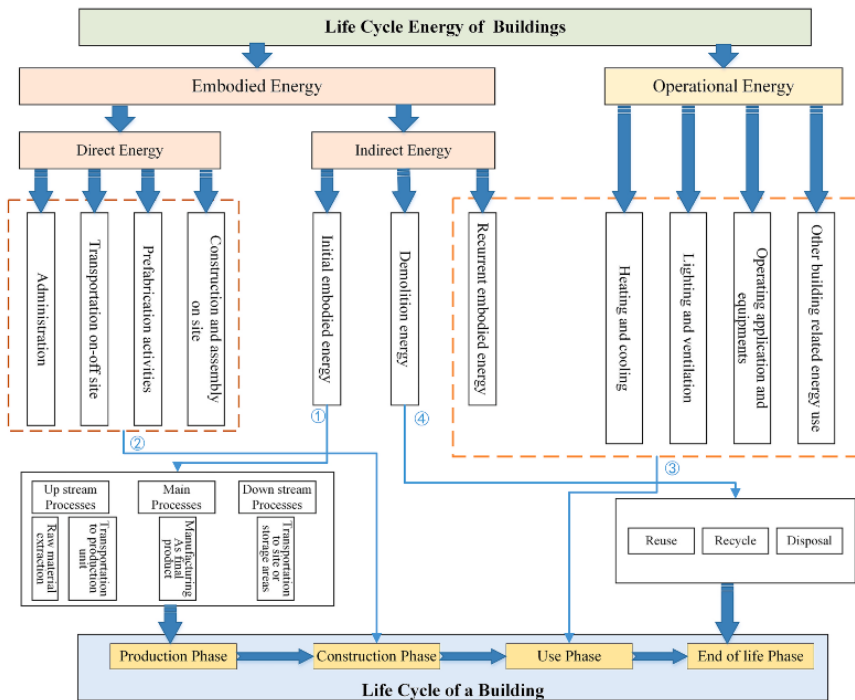 Life Cycle Energy of Buildings
Embodied Energy
Operational Energy
Direct Energy
Indirect Energy
Administration
Transportation on-off site
Prefabrication activities
Construction and assembly
on site
Initial embodied energy
Demolition energy
Recurrent embodied energy
Heating and cooling
Lighting and ventilation
Operating application and
equipments
Other building related
energy use
①
④
②
③
Up stream
Processes
Main
Processes
Down stream
Processes
Raw material
extraction
Transportation
to production
unit
Manufacturing
As final
product
Transportation
to site or
storage areas
Reuse
Recycle
Disposal
Production Phase
Construction Phase
Use Phase
End of life Phase
Life Cycle of a Building